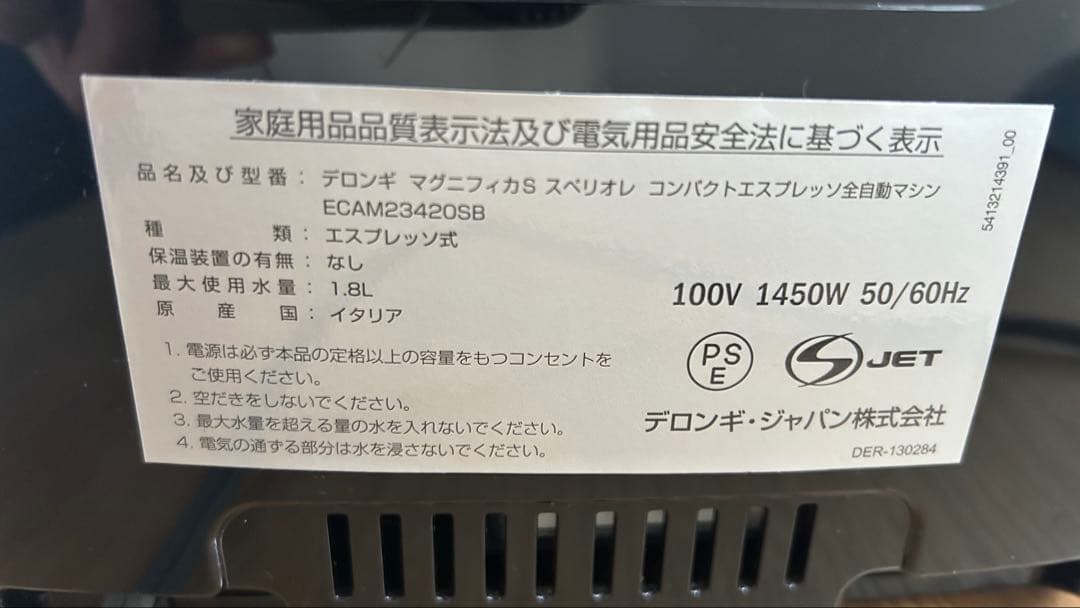 家庭用品品質表示法及び電気用品安全法に基づく表示
品名及び型番：デロンギ マグニフィカS スペリオレ コンパクトエスプレッソ全自動マシン
ECAM23420SB
種類：エスプレッソ式
保温装置の有無：なし
最大使用水量：1.8L
原産国：イタリア
1. 電源は必ず本品の定格以上の容量をもつコンセントを
ご使用ください。
2. 空だきをしないでください。
3. 最大水量を超える量の水を入れないでください。
4. 電気の通ずる部分は水を浸さないでください。
100V 1450W 50/60Hz
PS
E
S JET
デロンギ・ジャパン株式会社
DER-130284
5413214391_00